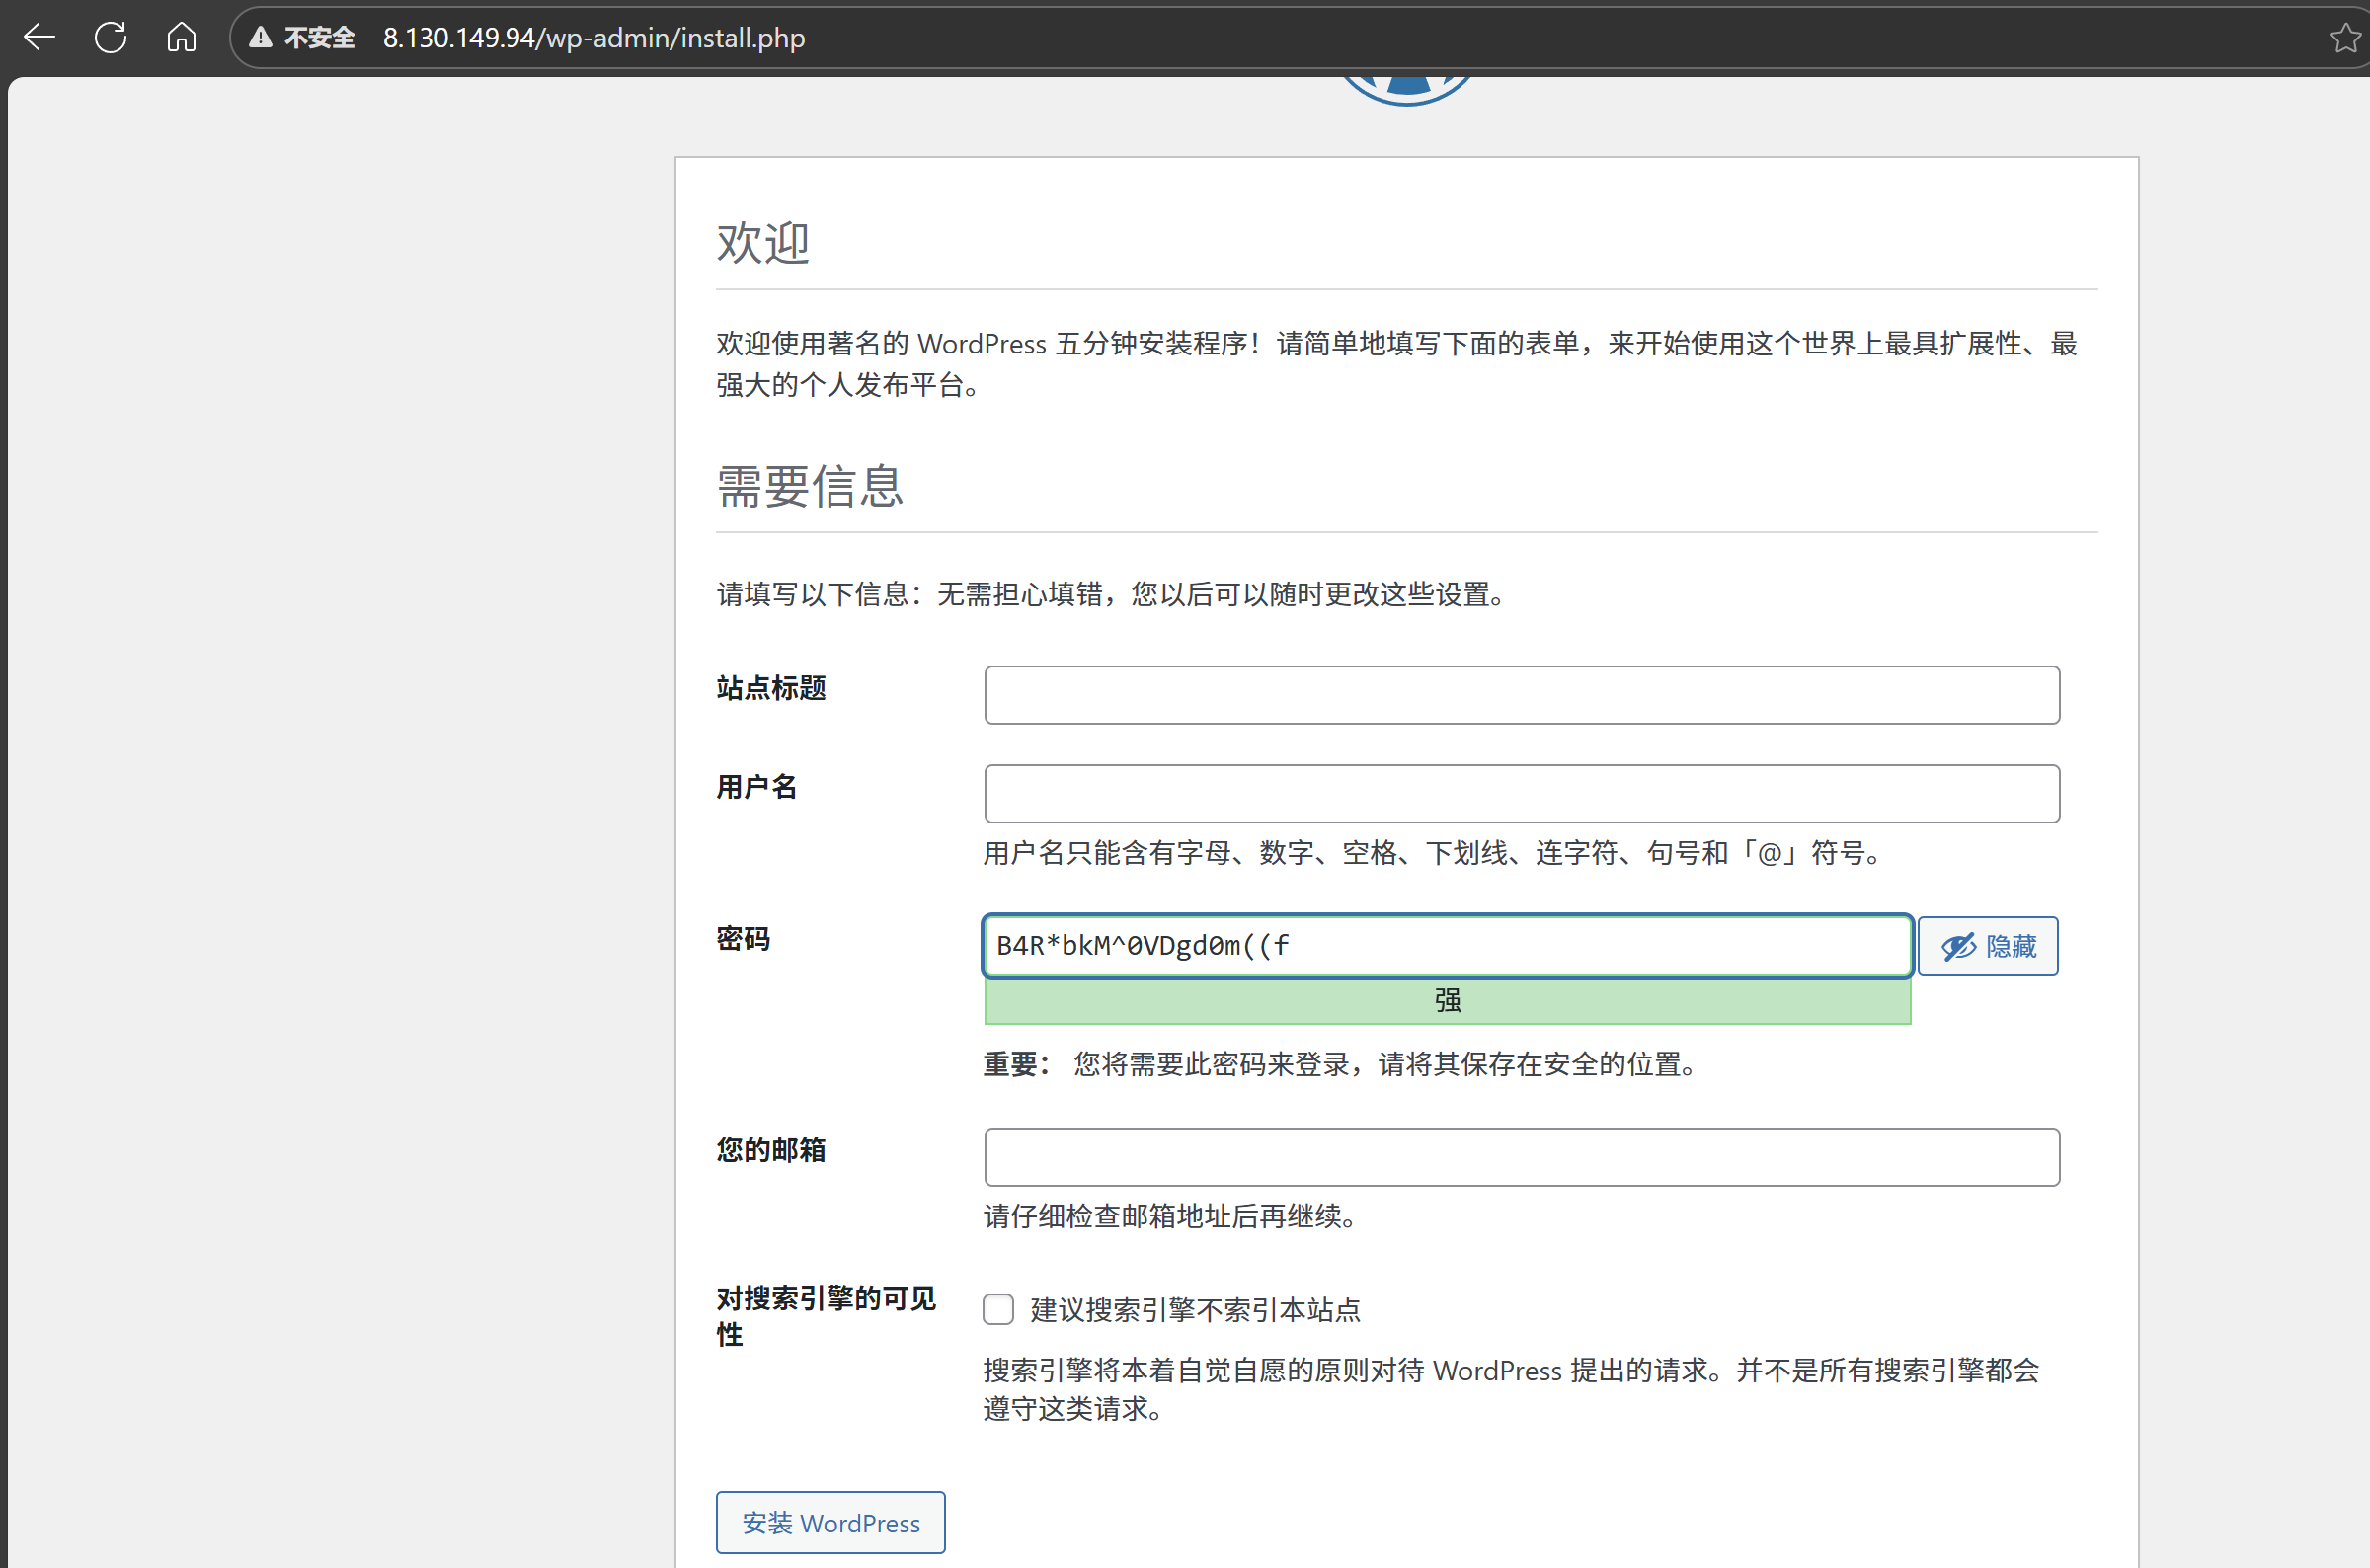 不安全 8.130.149.94/wp-admin/install.php
欢迎
欢迎使用著名的 WordPress 五分钟安装程序！请简单地填写下面的表单，来开始使用这个世界上最具扩展性、最
强大的个人发布平台。
需要信息
请填写以下信息：无需担心填错，您以后可以随时更改这些设置。
站点标题
用户名
用户名只能含有字母、数字、空格、下划线、连字符、句号和「@」符号。
密码
B4R*bkM^0VDgd0m((f
隐藏
强
重要： 您将需要此密码来登录，请将其保存在安全的位置。
您的邮箱
请仔细检查邮箱地址后再继续。
对搜索引擎的可见
性
建议搜索引擎不索引本站点
搜索引擎将本着自觉自愿的原则对待 WordPress 提出的请求。并不是所有搜索引擎都会
遵守这类请求。
安装 WordPress